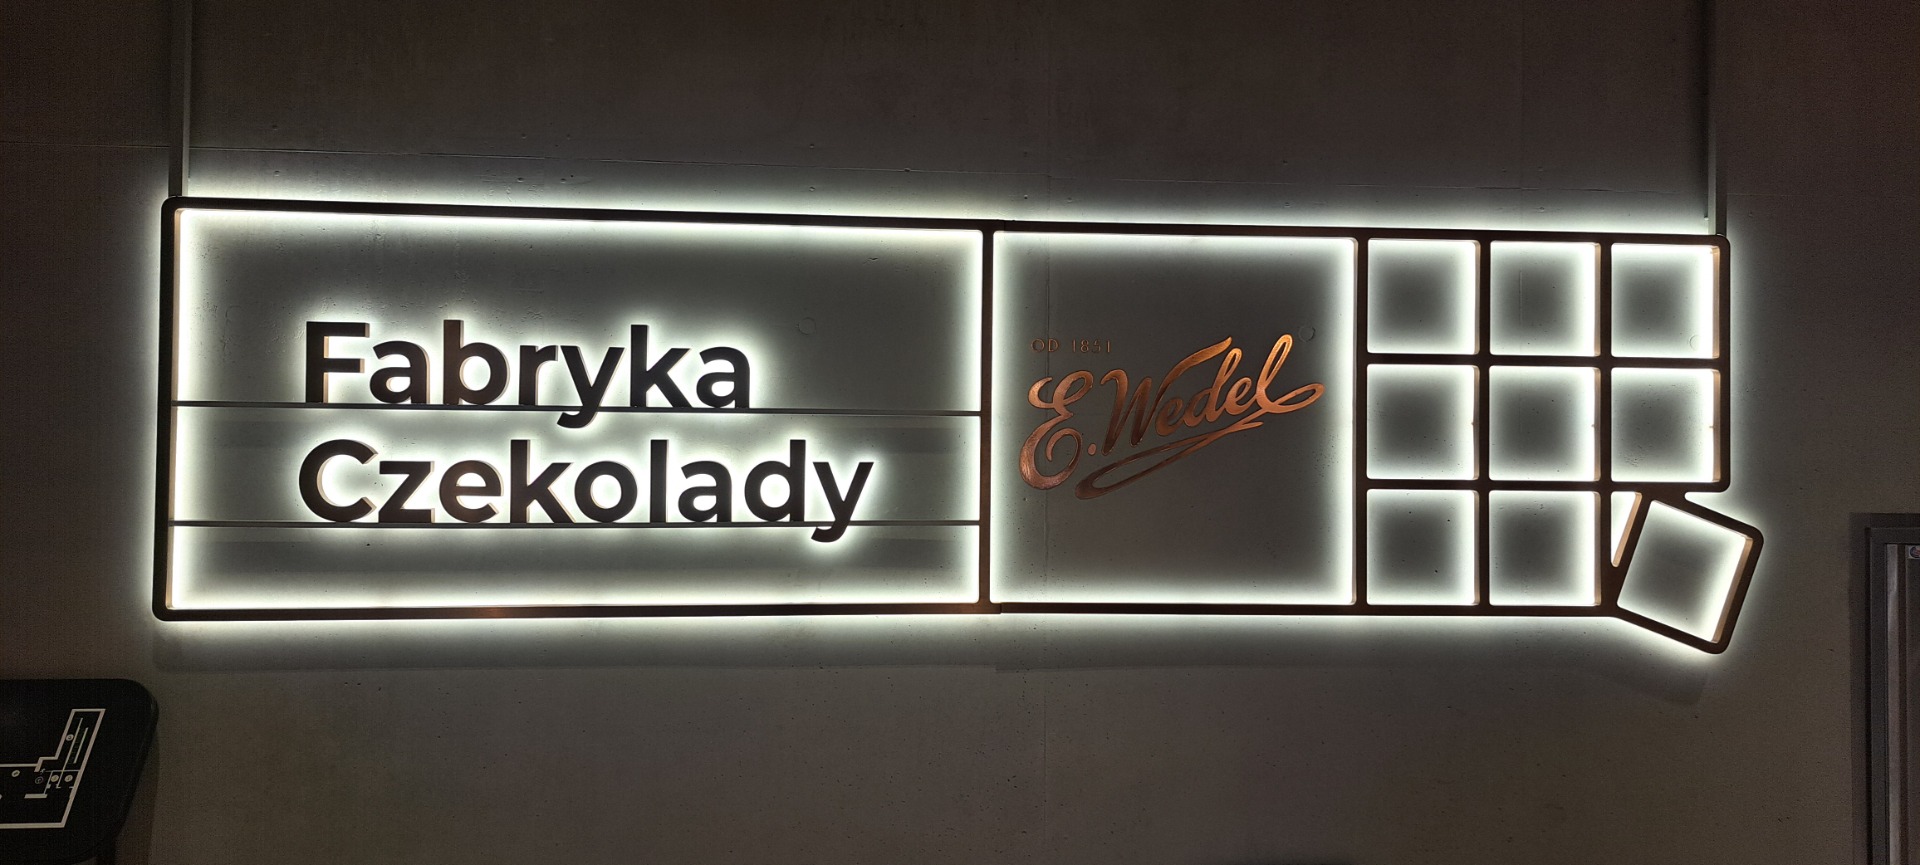 Fabryka
Czekolady
OD 1851
E. Wedel